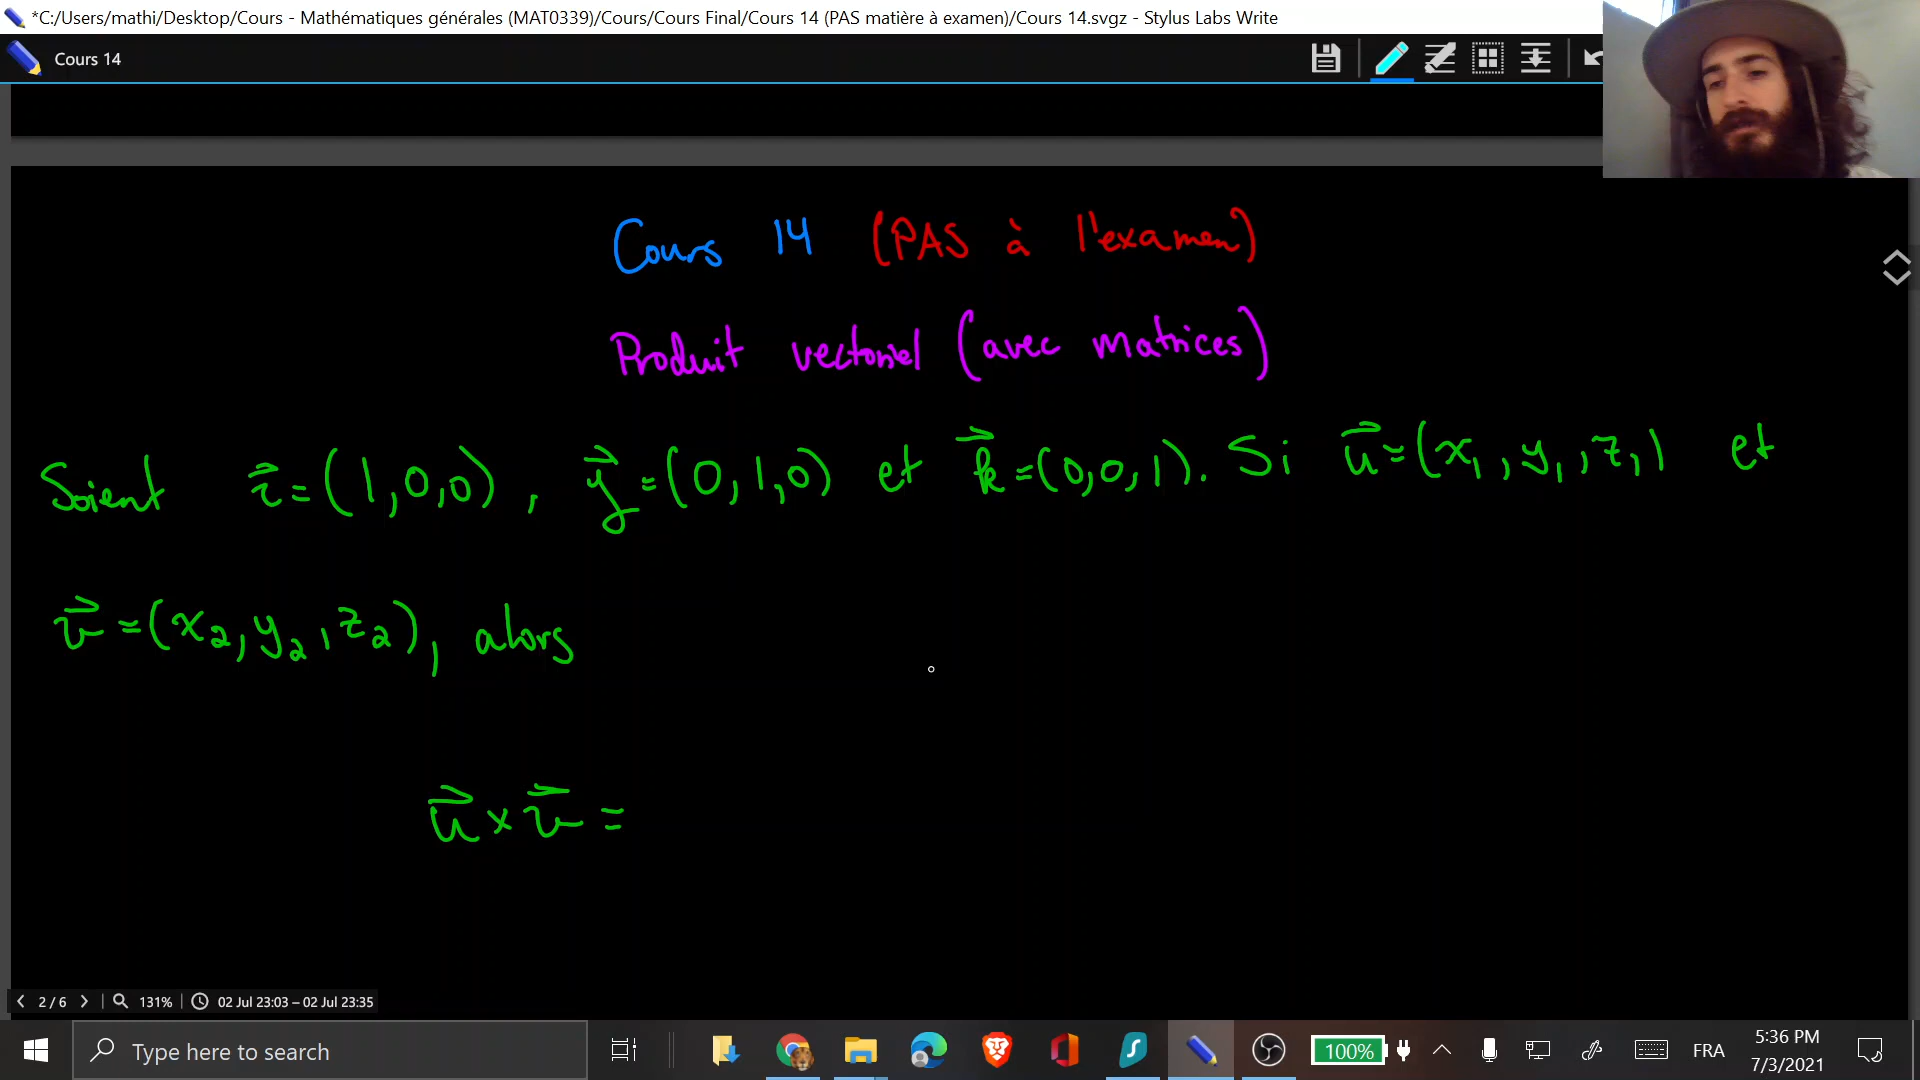 *C:/Users/mathi/Desktop/Cours - Mathématiques générales (MAT0339)/Cours/Cours Final/Cours 14 (PAS matière à examen)/Cours 14.svgz - Stylus Labs Write
Cours 14
Cours 14 (PAS à l'examen)
Produit vectoriel (avec matrices)
Soient i⃗=(1,0,0), j⃗=(0,1,0) et k⃗=(0,0,1). Si u⃗=(x₁,y₁,z₁) et
v⃗=(x₂,y₂,z₂), alors
u⃗×v⃗=
2 / 6 131% 02 Jul 23:03 – 02 Jul 23:35
Type here to search 100% FRA 5:36 PM
7/3/2021